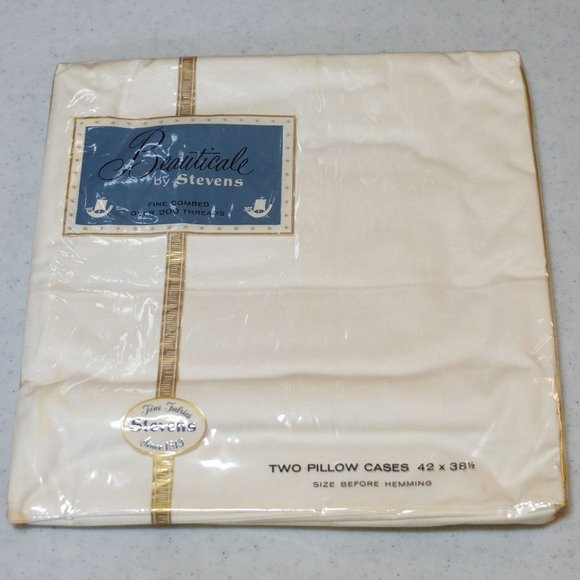 Beauticale
by Stevens
FINE COMBED
OVER 200 THREADS
Fine Fabrics
Stevens
Since 1813
TWO PILLOW CASES 42 x 38½
SIZE BEFORE HEMMING